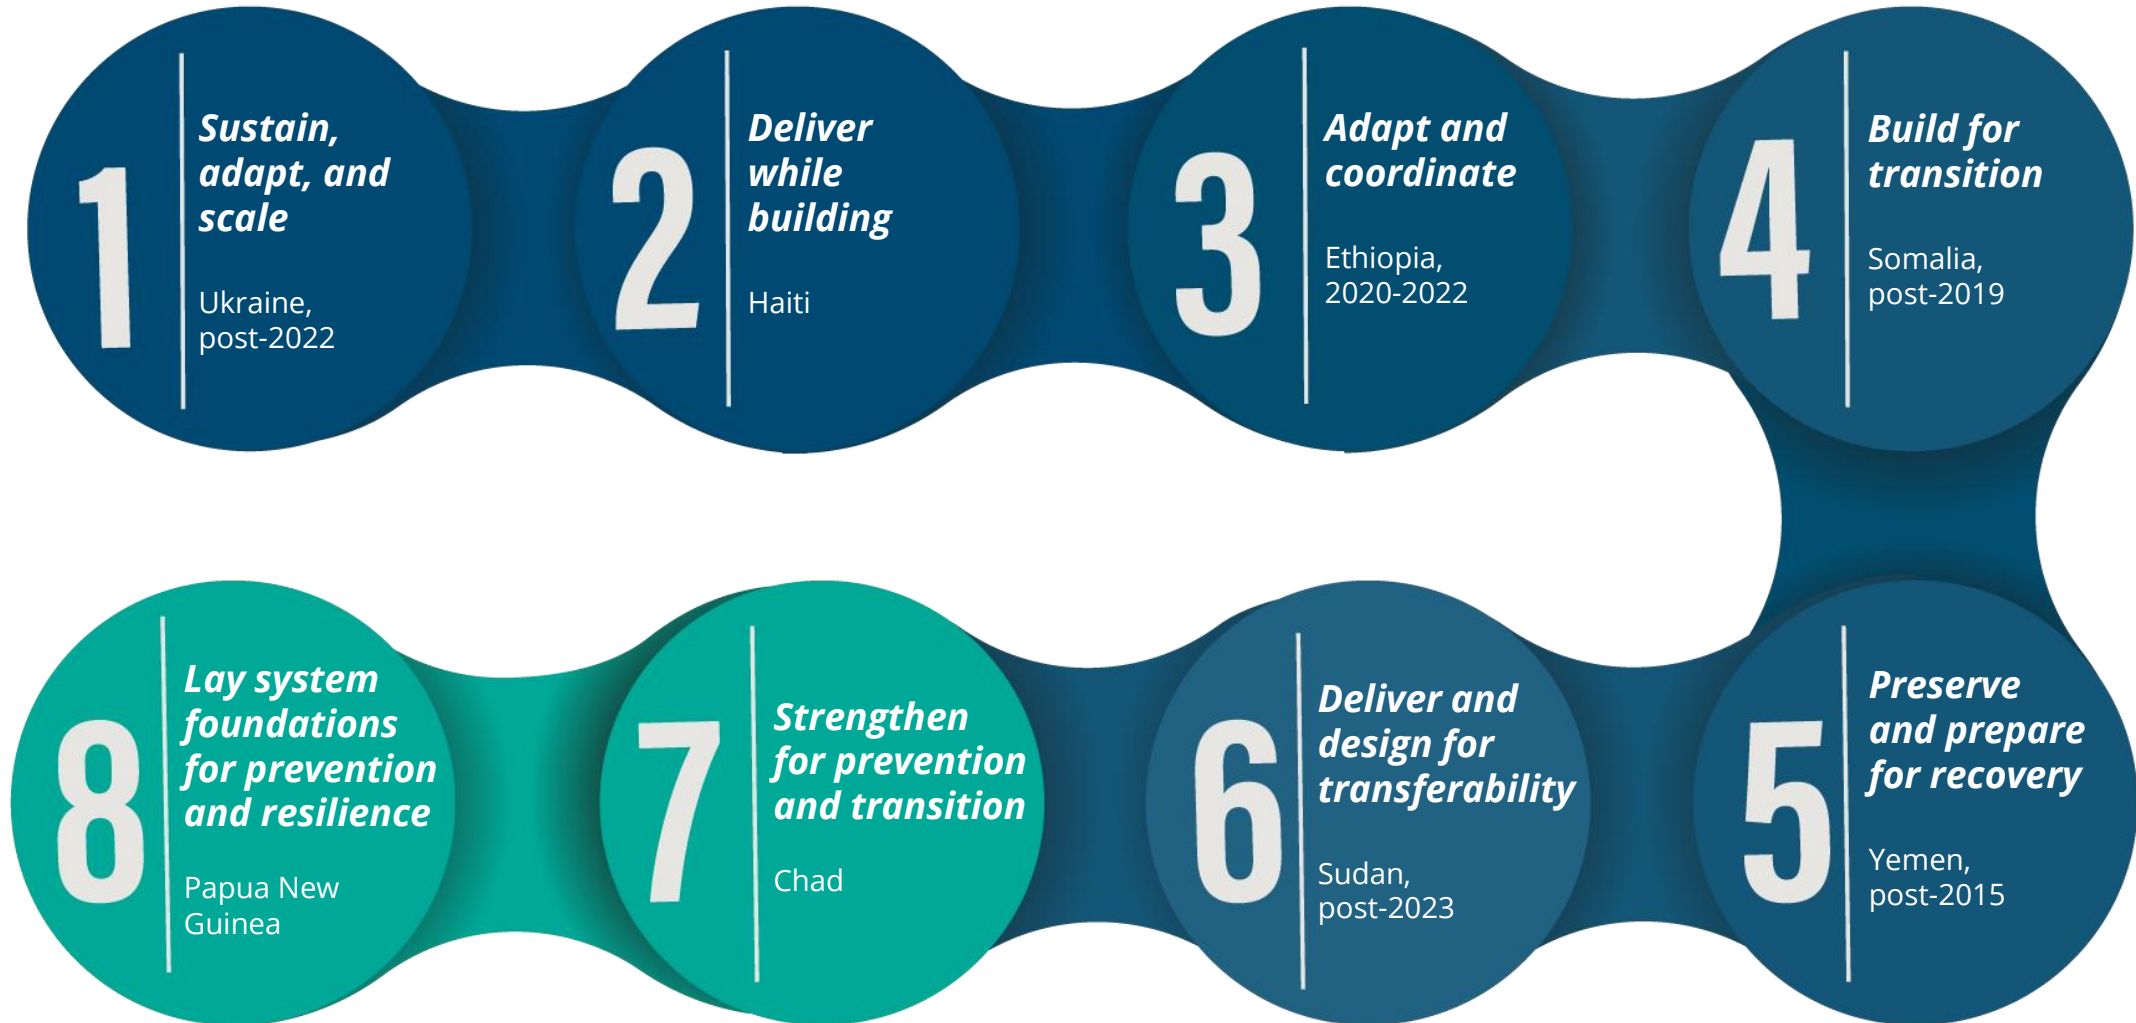 1
Sustain,
adapt, and
scale
Ukraine,
post-2022
2
Deliver
while
building
Haiti
3
Adapt and
coordinate
Ethiopia,
2020-2022
4
Build for
transition
Somalia,
post-2019
5
Preserve
and prepare
for recovery
Yemen,
post-2015
6
Deliver and
design for
transferability
Sudan,
post-2023
7
Strengthen
for prevention
and transition
Chad
8
Lay system
foundations
for prevention
and resilience
Papua New
Guinea